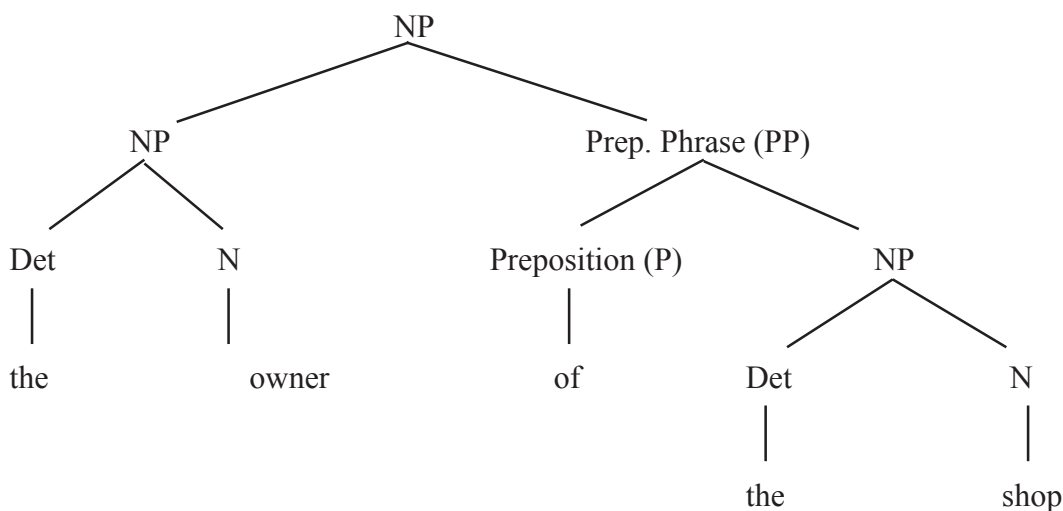 NP
NP Prep. Phrase (PP)
Det N Preposition (P) NP
the owner of Det N
the shop